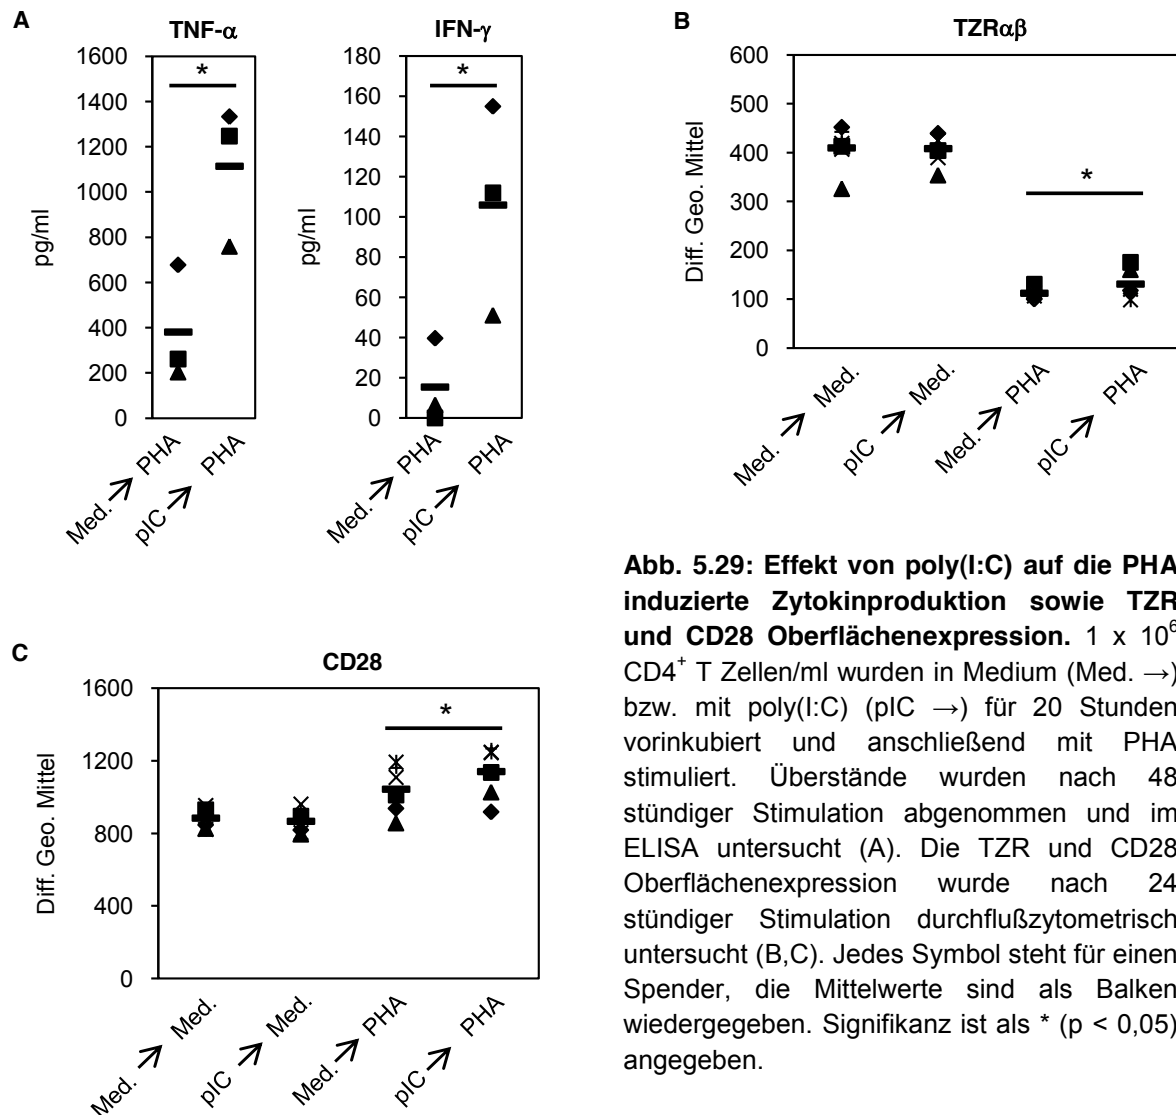 A
TNF-α
1600
1400
1200
1000
800
600
400
200
0
pg/ml
*
Med. → PHA
pIC → PHA
IFN-γ
180
160
140
120
100
80
60
40
20
0
pg/ml
*
Med. → PHA
pIC → PHA
B
TZRαβ
600
500
400
300
200
100
0
Diff. Geo. Mittel
*
Med. → Med.
pIC → Med.
Med. → PHA
pIC → PHA
C
CD28
1600
1200
800
400
0
Diff. Geo. Mittel
*
Med. → Med.
pIC → Med.
Med. → PHA
pIC → PHA
Abb. 5.29: Effekt von poly(I:C) auf die PHA
induzierte Zytokinproduktion sowie TZR
und CD28 Oberflächenexpression. 1 x 10⁶
CD4⁺ T Zellen/ml wurden in Medium (Med. →)
bzw. mit poly(I:C) (pIC →) für 20 Stunden
vorinkubiert und anschließend mit PHA
stimuliert. Überstände wurden nach 48
stündiger Stimulation abgenommen und im
ELISA untersucht (A). Die TZR und CD28
Oberflächenexpression wurde nach 24
stündiger Stimulation durchflußzytometrisch
untersucht (B,C). Jedes Symbol steht für einen
Spender, die Mittelwerte sind als Balken
wiedergegeben. Signifikanz ist als * (p < 0,05)
angegeben.